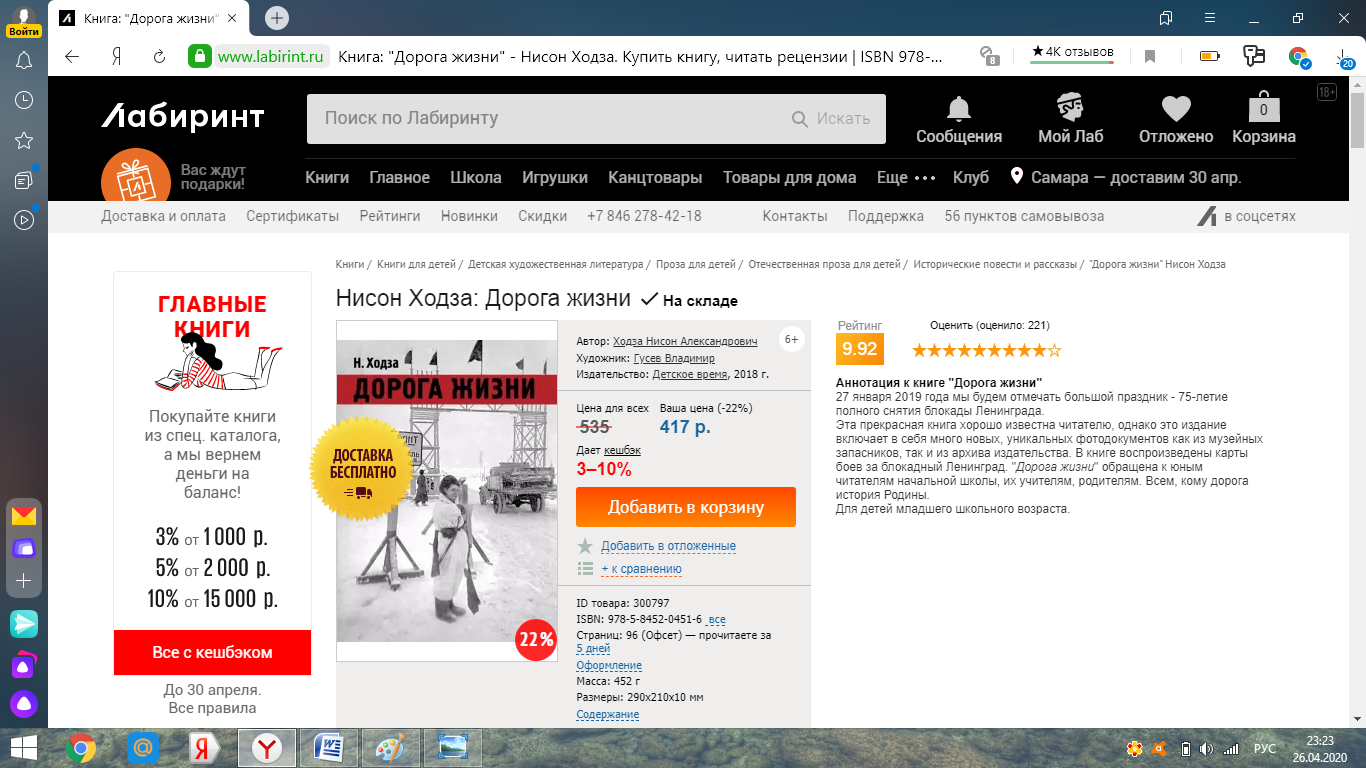 Книга: "Дорога жизни"
Войти
www.labirint.ru
Книга: "Дорога жизни" - Нисон Ходза. Купить книгу, читать рецензии | ISBN 978-...
8
★4К отзывов
20
Лабиринт
Поиск по Лабиринту
Искать
Сообщения
Мой Лаб
Отложено
0
Корзина
18+
Вас ждут
подарки!
Книги Главное Школа Игрушки Канцтовары Товары для дома Еще ••• Клуб Самара — доставим 30 апр.
Доставка и оплата Сертификаты Рейтинги Новинки Скидки +7 846 278-42-18 Контакты Поддержка 56 пунктов самовывоза в соцсетях
Книги / Книги для детей / Детская художественная литература / Проза для детей / Отечественная проза для детей / Исторические повести и рассказы / "Дорога жизни" Нисон Ходза
ГЛАВНЫЕ
КНИГИ
Покупайте книги
из спец. каталога,
а мы вернем
деньги на
баланс!
3% от 1 000 р.
5% от 2 000 р.
10% от 15 000 р.
Все с кешбэком
До 30 апреля.
Все правила
Нисон Ходза: Дорога жизни
На складе
Н. Ходза
ДОРОГА ЖИЗНИ
ДОСТАВКА
БЕСПЛАТНО
22%
6+
Автор: Ходза Нисон Александрович
Художник: Гусев Владимир
Издательство: Детское время, 2018 г.
Цена для всех
535
Ваша цена (-22%)
417 р.
Дает кешбэк
3–10%
Добавить в корзину
Добавить в отложенные
+ к сравнению
ID товара: 300797
ISBN: 978-5-8452-0451-6 все
Страниц: 96 (Офсет) — прочитаете за
5 дней
Оформление
Масса: 452 г
Размеры: 290x210x10 мм
Содержание
Рейтинг
9.92
Оценить (оценило: 221)
Аннотация к книге "Дорога жизни"
27 января 2019 года мы будем отмечать большой праздник - 75-летие
полного снятия блокады Ленинграда.
Эта прекрасная книга хорошо известна читателю, однако это издание
включает в себя много новых, уникальных фотодокументов как из музейных
запасников, так и из архива издательства. В книге воспроизведены карты
боев за блокадный Ленинград. "Дорога жизни" обращена к юным
читателям начальной школы, их учителям, родителям. Всем, кому дорога
история Родины.
Для детей младшего школьного возраста.
РУС
23:23
26.04.2020